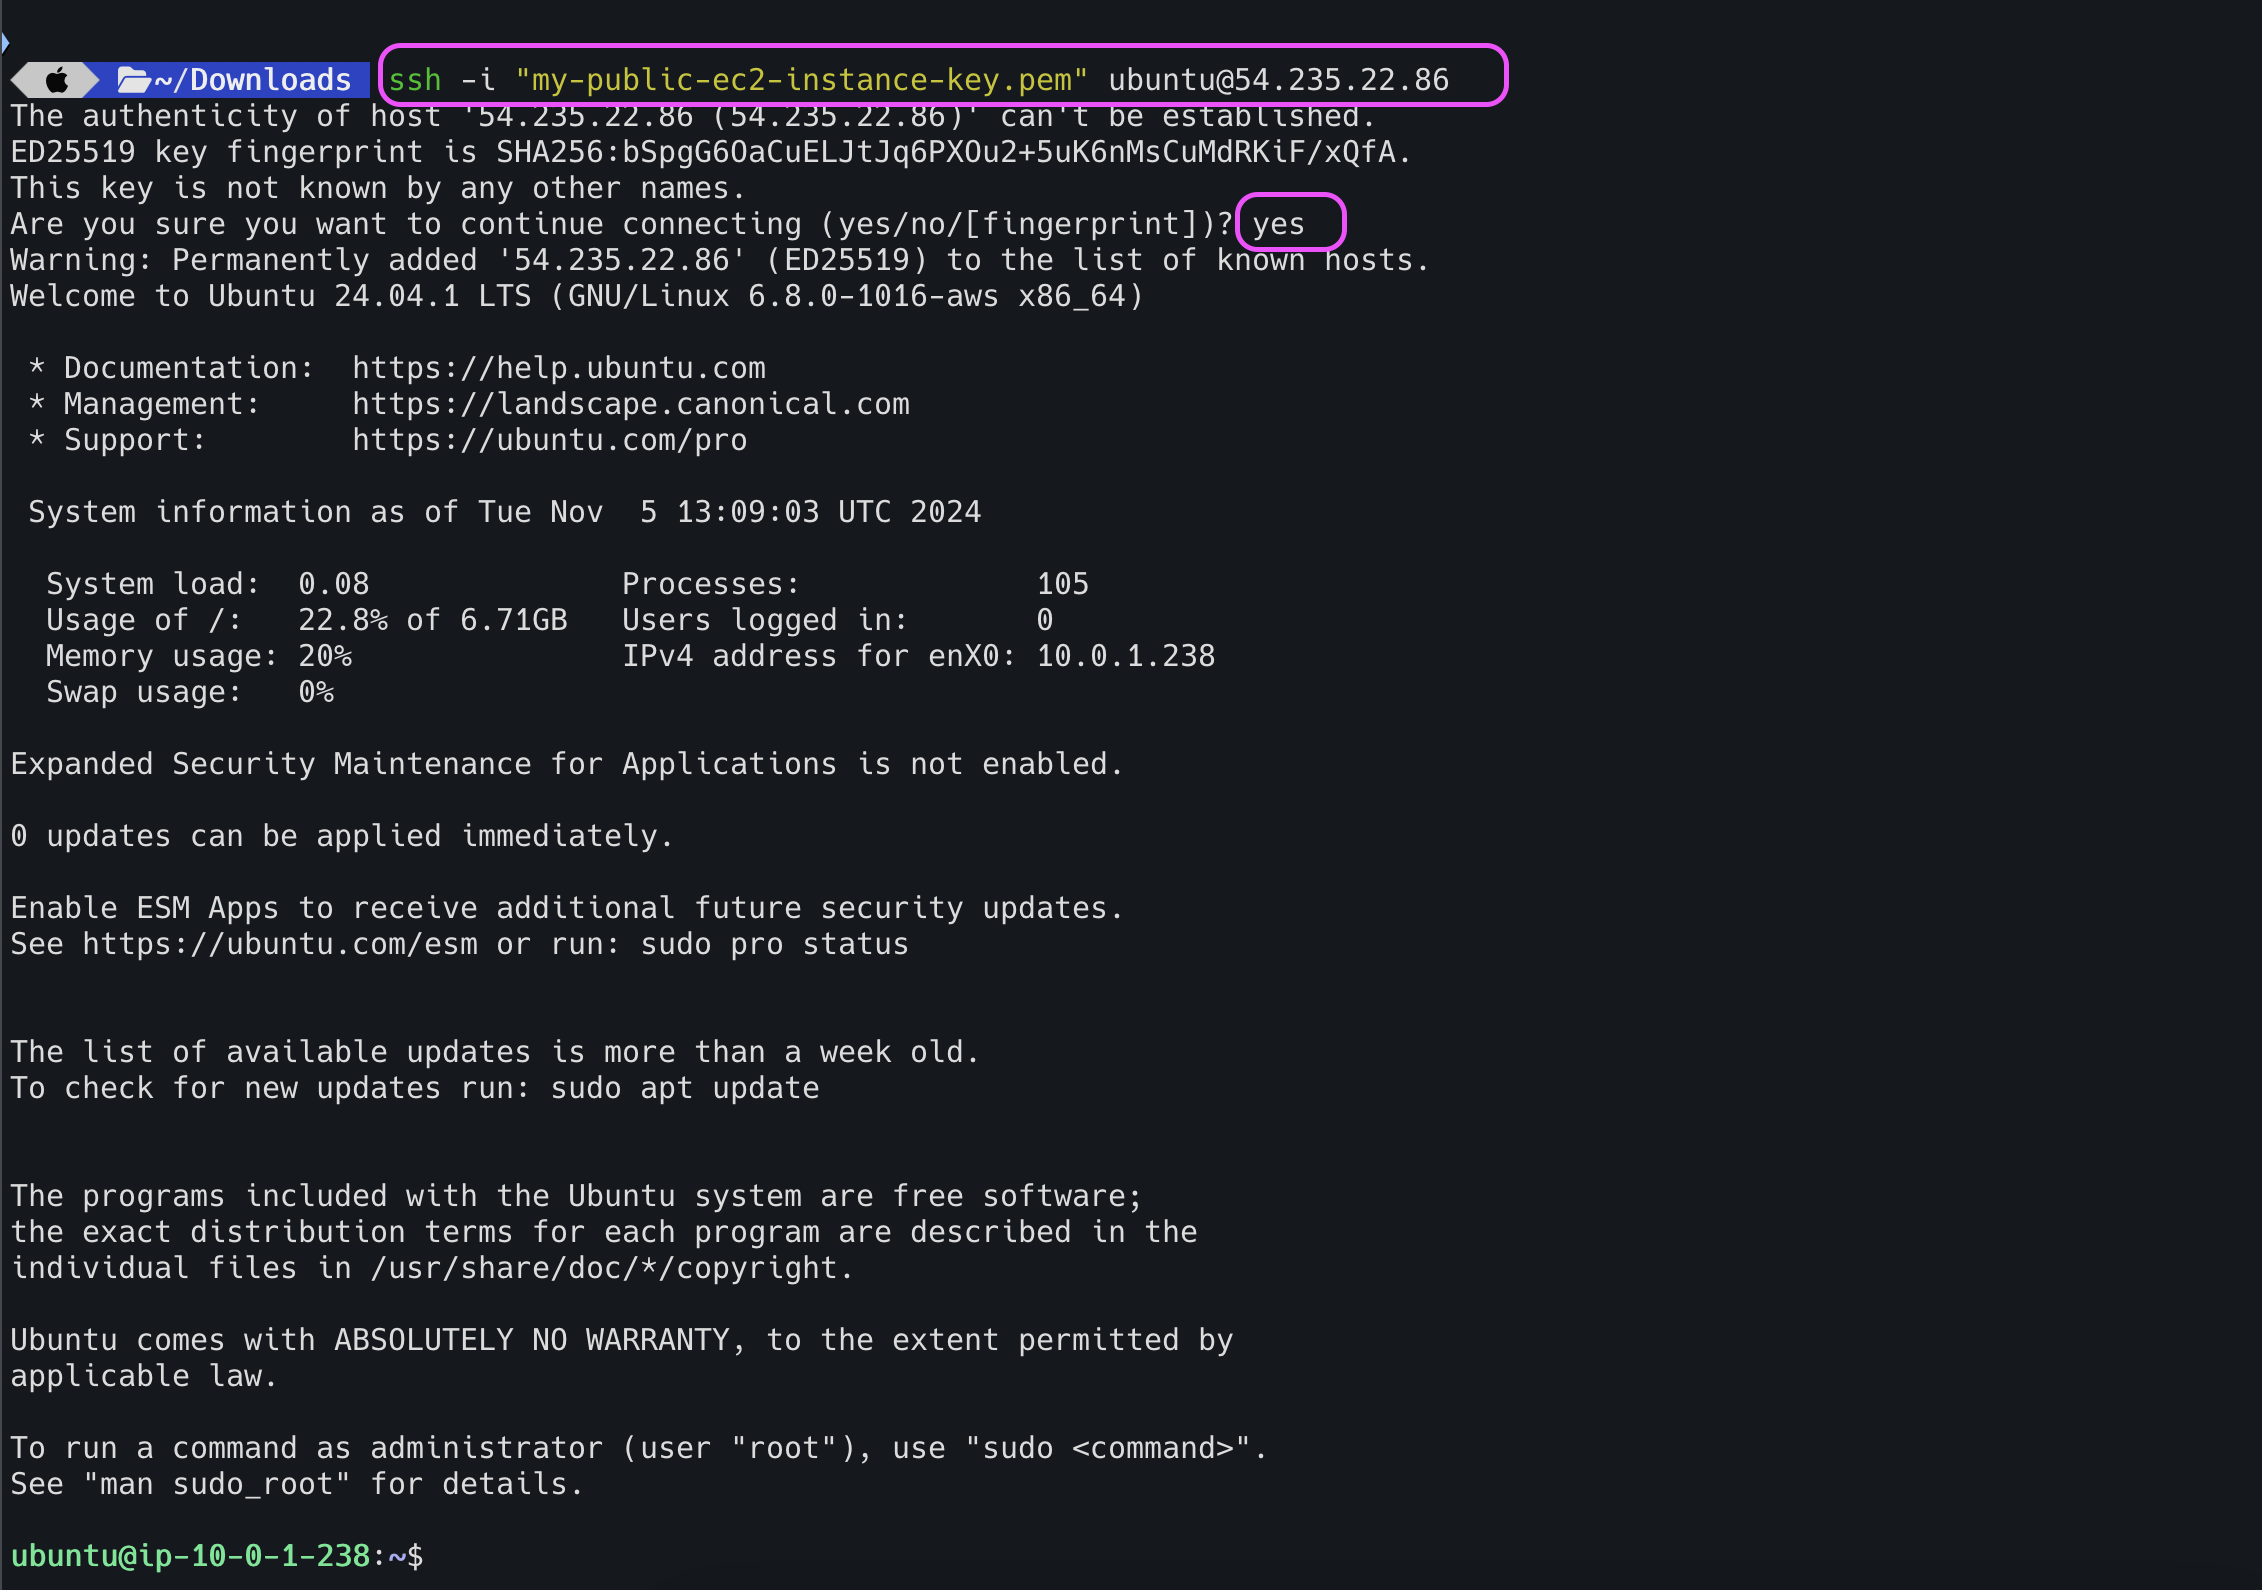 ~/Downloads ssh -i "my-public-ec2-instance-key.pem" ubuntu@54.235.22.86
The authenticity of host '54.235.22.86 (54.235.22.86)' can't be established.
ED25519 key fingerprint is SHA256:bSpgG6OaCuELJtJq6PXOu2+5uK6nMsCuMdRKiF/xQfA.
This key is not known by any other names.
Are you sure you want to continue connecting (yes/no/[fingerprint])? yes
Warning: Permanently added '54.235.22.86' (ED25519) to the list of known hosts.
Welcome to Ubuntu 24.04.1 LTS (GNU/Linux 6.8.0-1016-aws x86_64)
* Documentation:  https://help.ubuntu.com
* Management:     https://landscape.canonical.com
* Support:        https://ubuntu.com/pro
System information as of Tue Nov  5 13:09:03 UTC 2024
System load:  0.08              Processes:             105
Usage of /:   22.8% of 6.71GB   Users logged in:       0
Memory usage: 20%               IPv4 address for enX0: 10.0.1.238
Swap usage:   0%
Expanded Security Maintenance for Applications is not enabled.
0 updates can be applied immediately.
Enable ESM Apps to receive additional future security updates.
See https://ubuntu.com/esm or run: sudo pro status
The list of available updates is more than a week old.
To check for new updates run: sudo apt update
The programs included with the Ubuntu system are free software;
the exact distribution terms for each program are described in the
individual files in /usr/share/doc/*/copyright.
Ubuntu comes with ABSOLUTELY NO WARRANTY, to the extent permitted by
applicable law.
To run a command as administrator (user "root"), use "sudo <command>".
See "man sudo_root" for details.
ubuntu@ip-10-0-1-238:~$